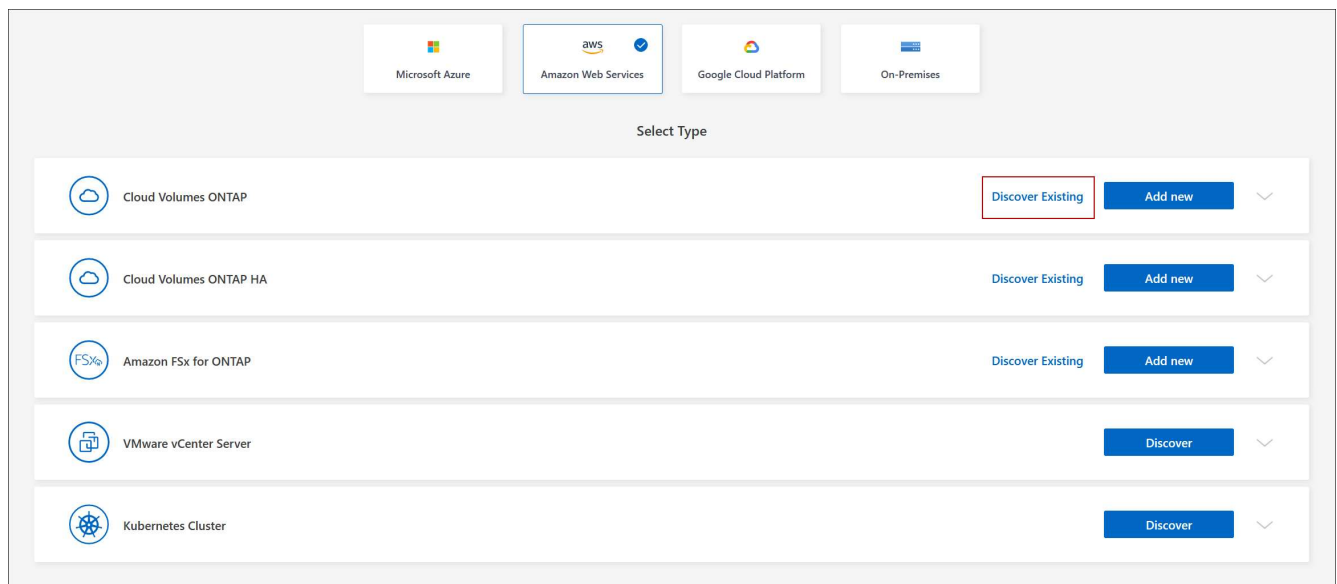 aws
Microsoft Azure
Amazon Web Services
Google Cloud Platform
On-Premises
Select Type
Cloud Volumes ONTAP
Discover Existing
Add new
Cloud Volumes ONTAP HA
Discover Existing
Add new
FSx
Amazon FSx for ONTAP
Discover Existing
Add new
VMware vCenter Server
Discover
Kubernetes Cluster
Discover